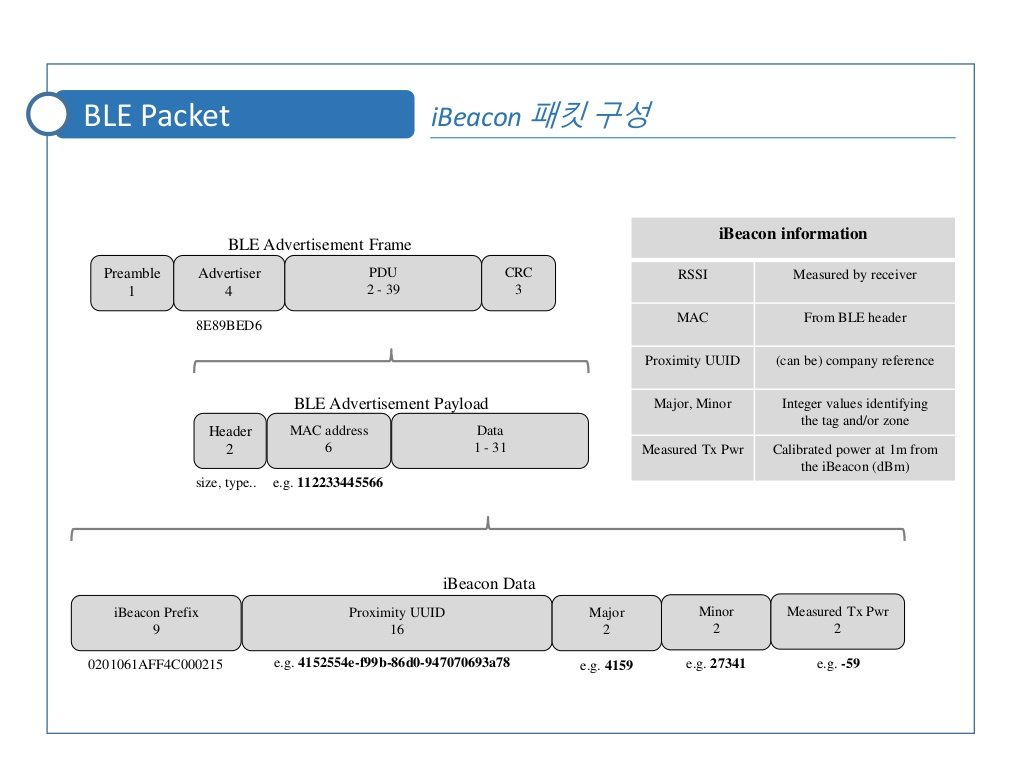 BLE Packet
iBeacon 패킷 구성
BLE Advertisement Frame
Preamble
1
Advertiser
4
PDU
2 - 39
CRC
3
8E89BED6
BLE Advertisement Payload
Header
2
MAC address
6
Data
1 - 31
size, type..
e.g. 112233445566
iBeacon information
RSSI
Measured by receiver
MAC
From BLE header
Proximity UUID
(can be) company reference
Major, Minor
Integer values identifying
the tag and/or zone
Measured Tx Pwr
Calibrated power at 1m from
the iBeacon (dBm)
iBeacon Data
iBeacon Prefix
9
Proximity UUID
16
Major
2
Minor
2
Measured Tx Pwr
2
0201061AFF4C000215
e.g. 4152554e-f99b-86d0-947070693a78
e.g. 4159
e.g. 27341
e.g. -59